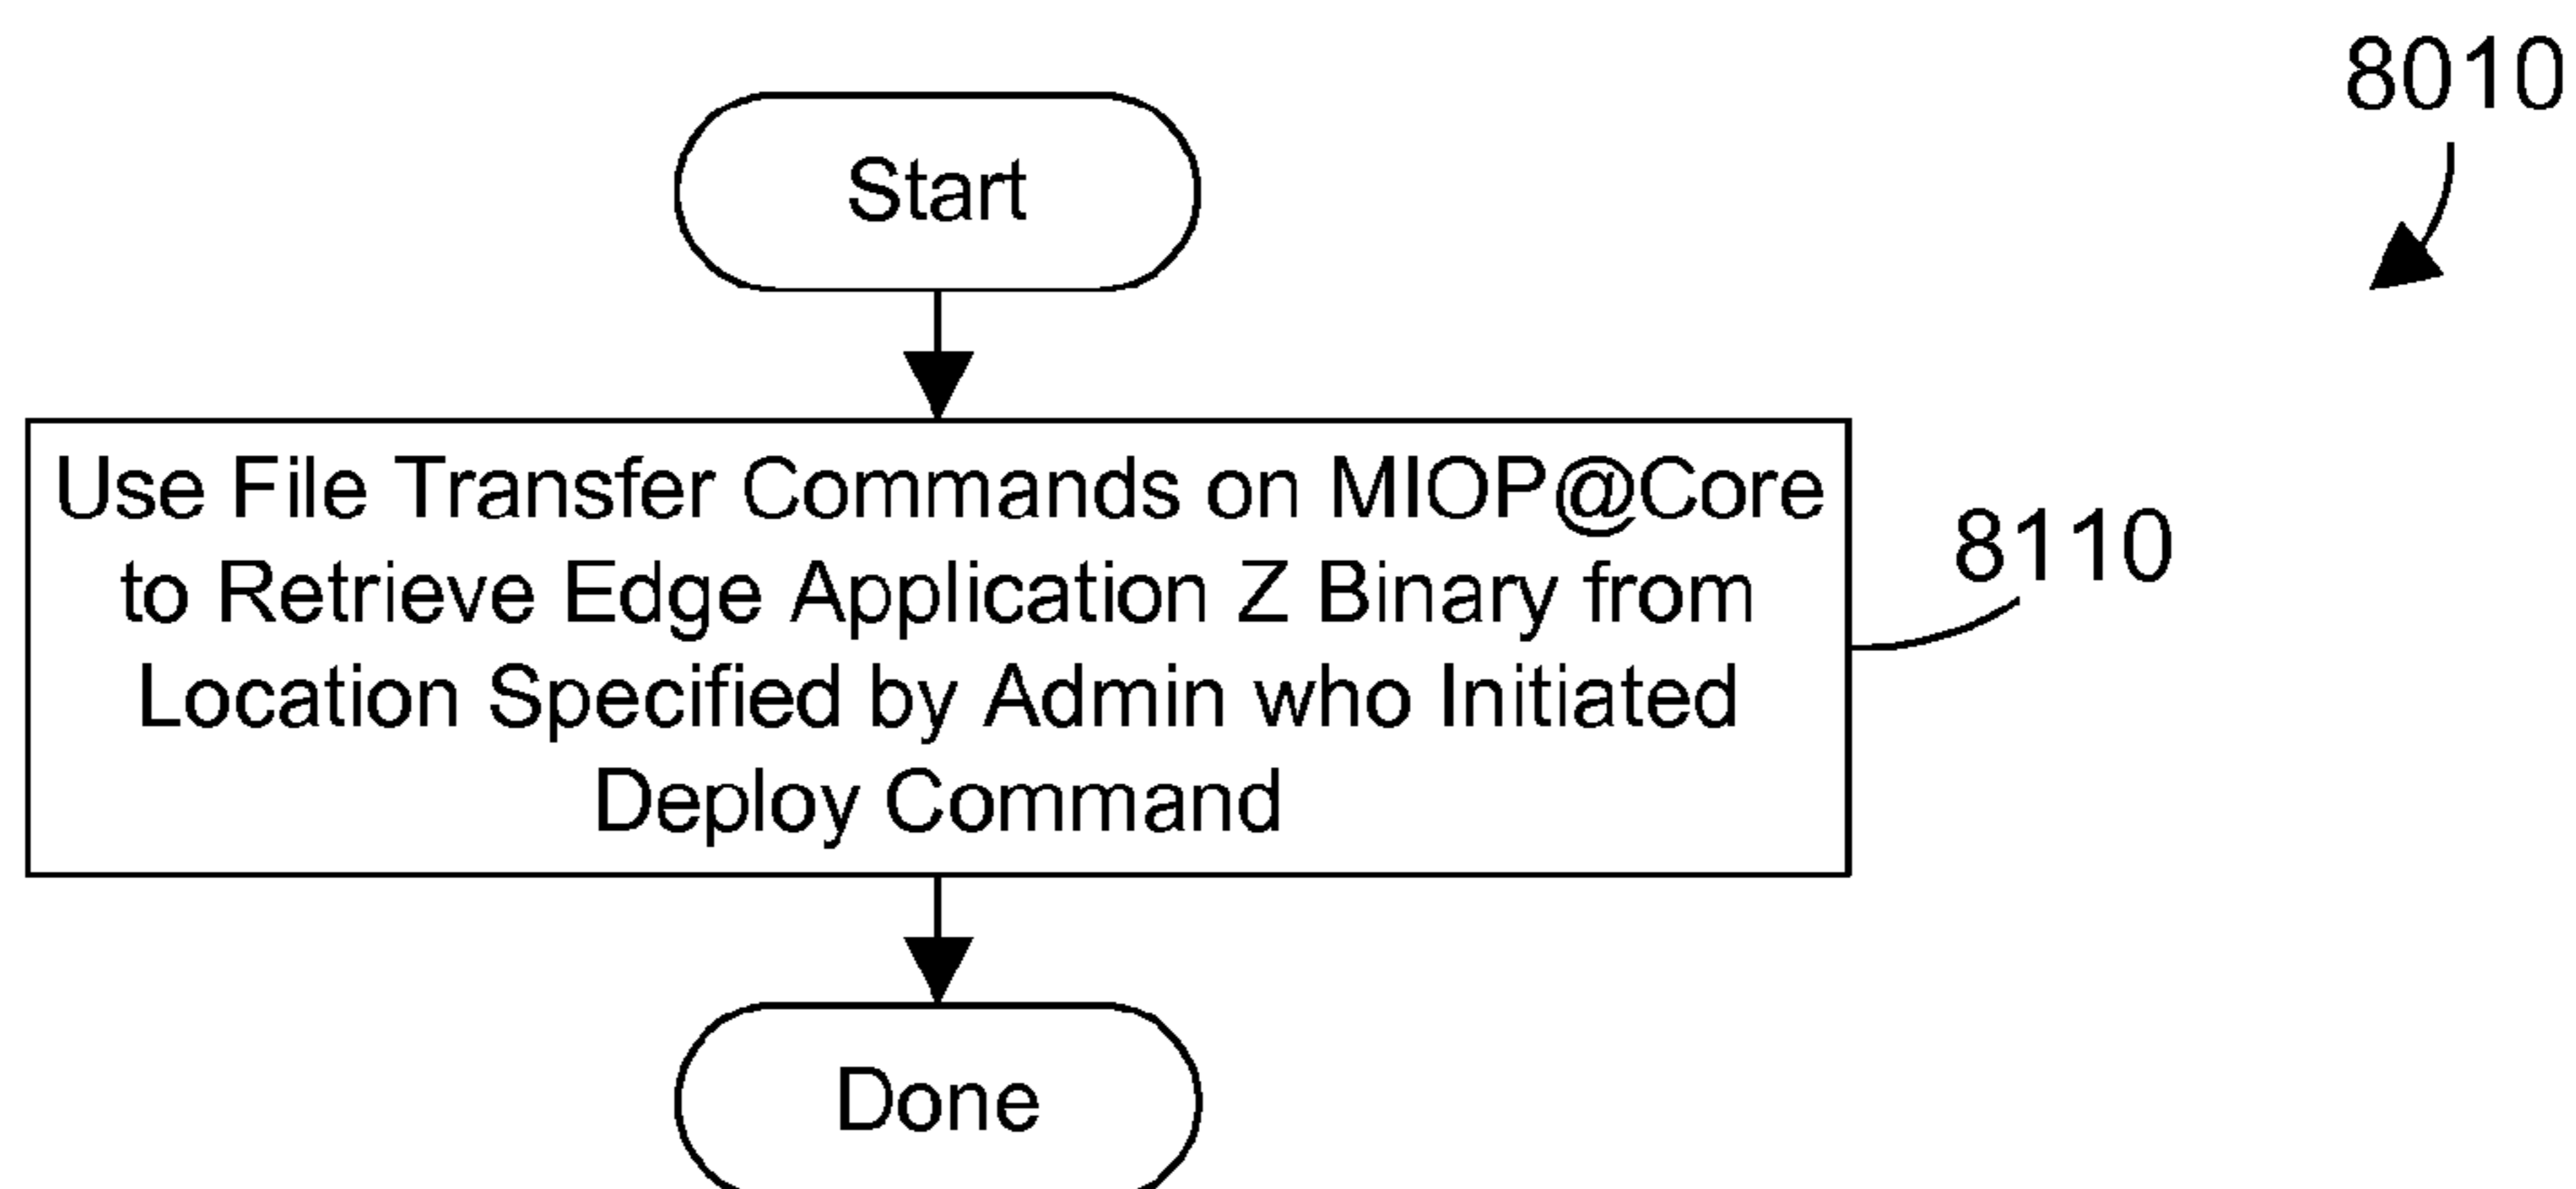 8010
Start
Use File Transfer Commands on MIOP@Core
to Retrieve Edge Application Z Binary from
Location Specified by Admin who Initiated
Deploy Command
8110
Done